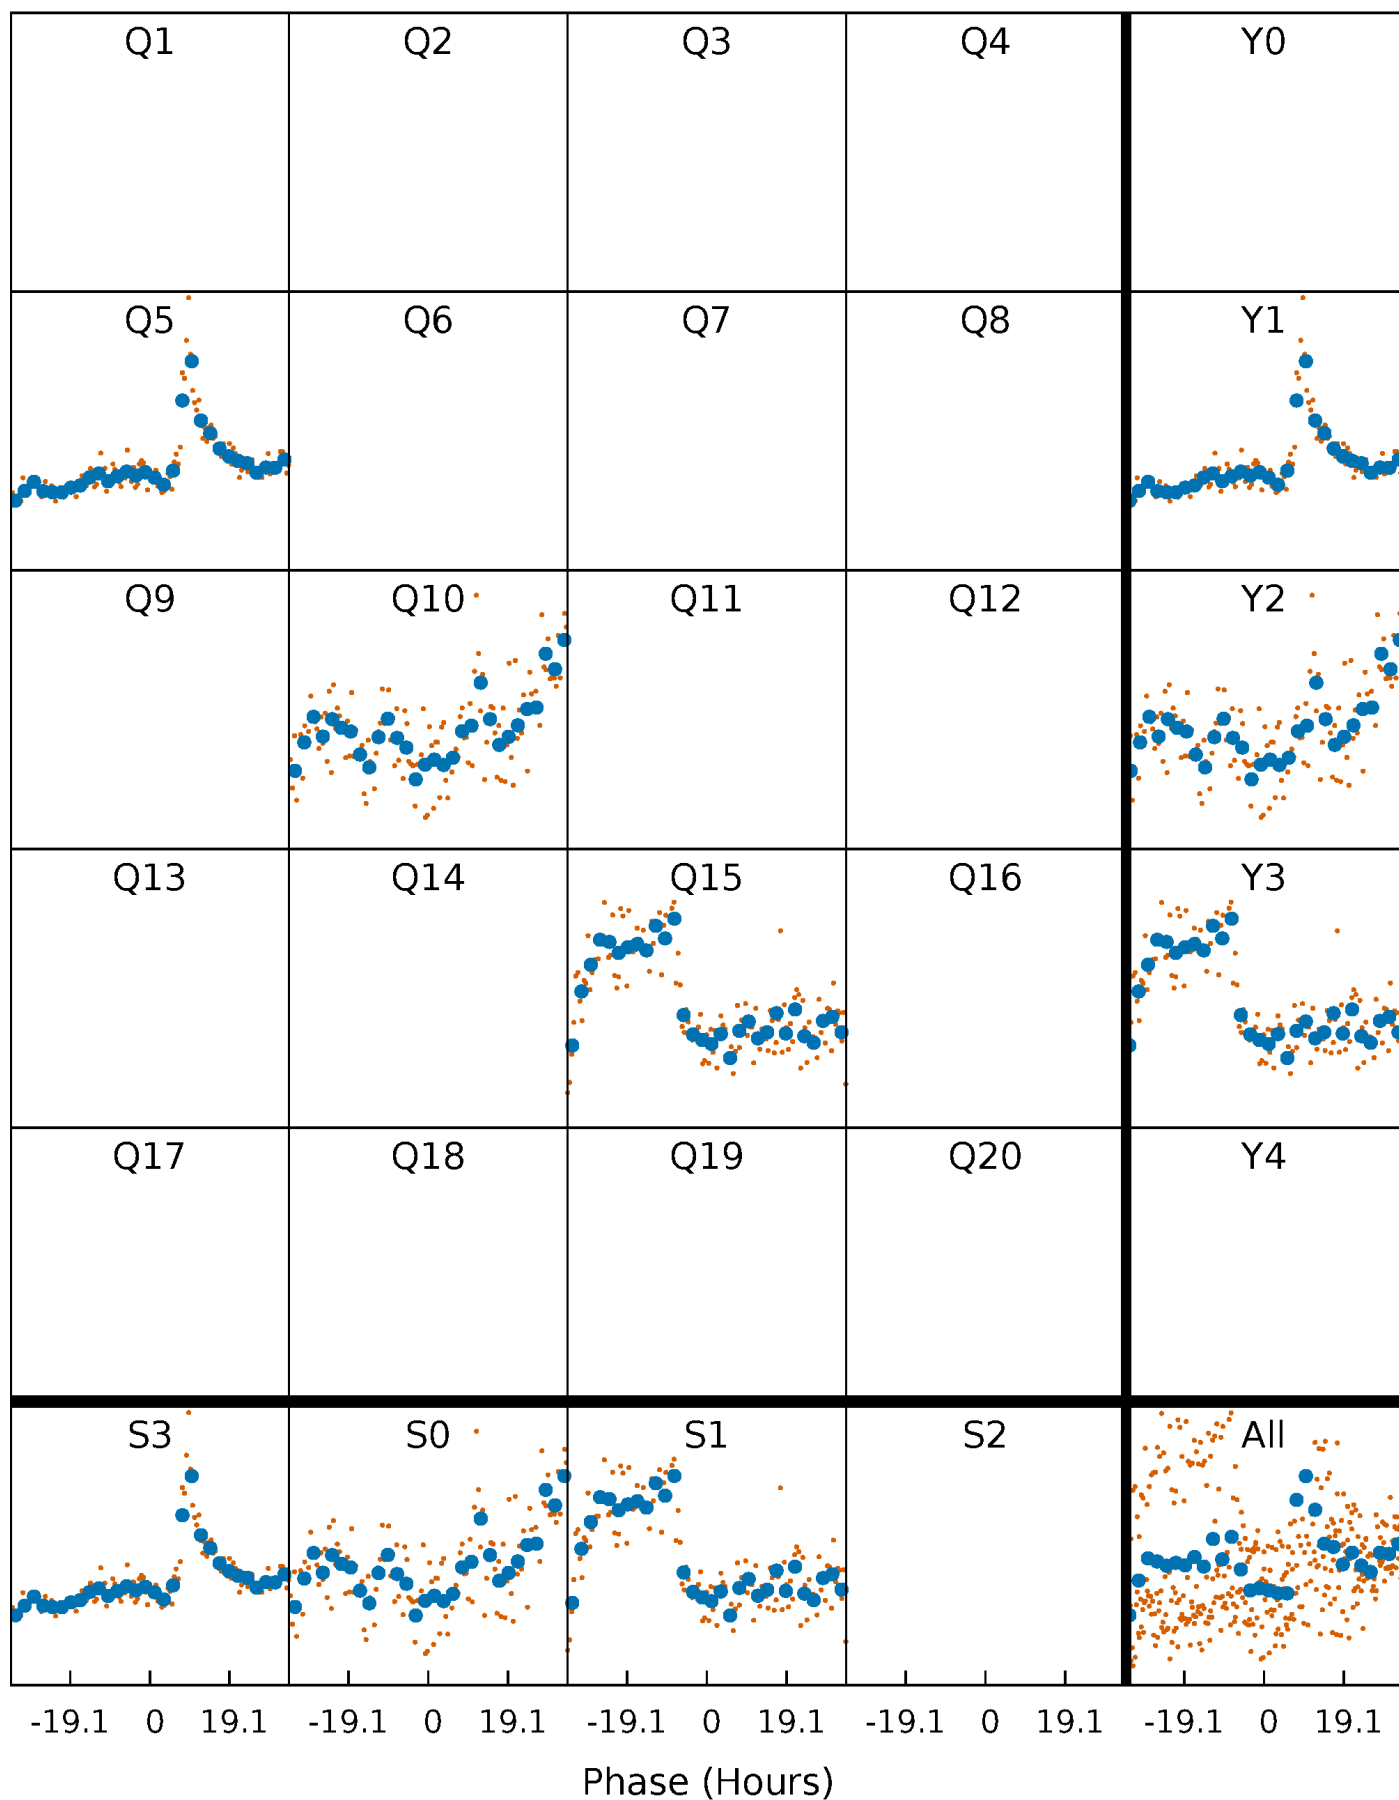 Q1 Q2 Q3 Q4 Y0
Q5 Q6 Q7 Q8 Y1
Q9 Q10 Q11 Q12 Y2
Q13 Q14 Q15 Q16 Y3
Q17 Q18 Q19 Q20 Y4
S3 S0 S1 S2 All
-19.1 0 19.1 -19.1 0 19.1 -19.1 0 19.1 -19.1 0 19.1 -19.1 0 19.1
Phase (Hours)